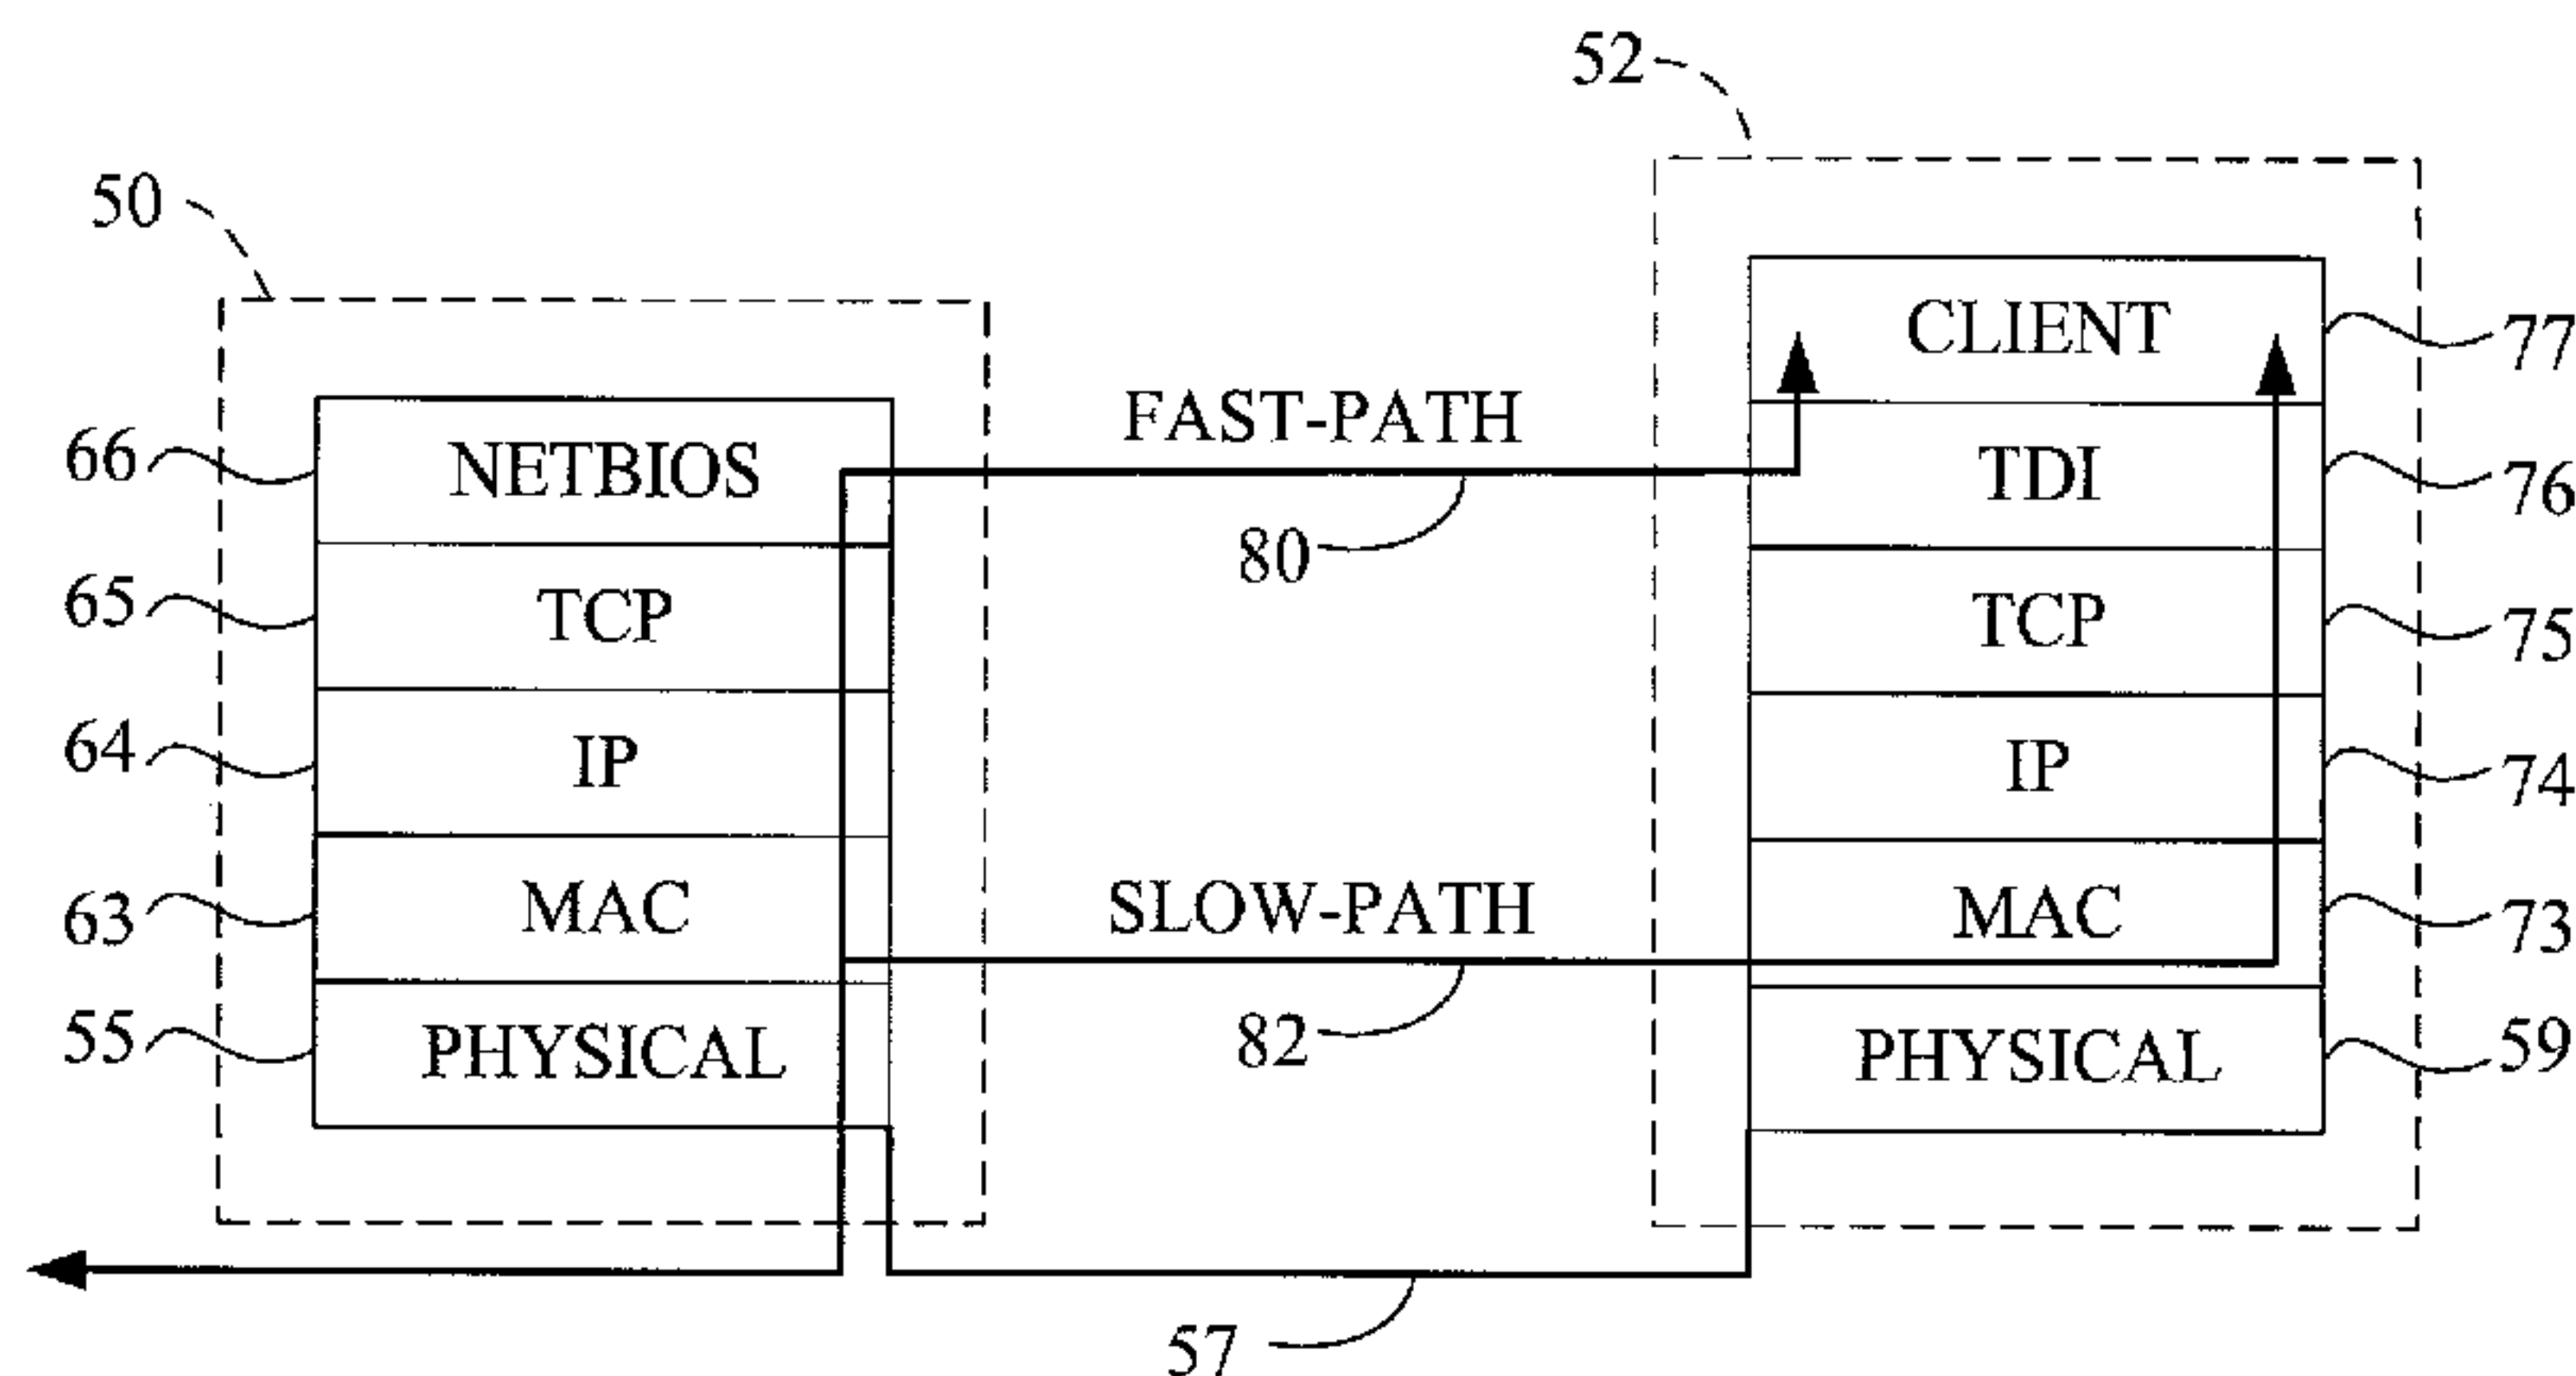 52
50
CLIENT
77
FAST-PATH
66
NETBIOS
TDI
76
80
65
TCP
TCP
75
64
IP
IP
74
63
MAC
SLOW-PATH
MAC
73
55
PHYSICAL
82
PHYSICAL
59
57